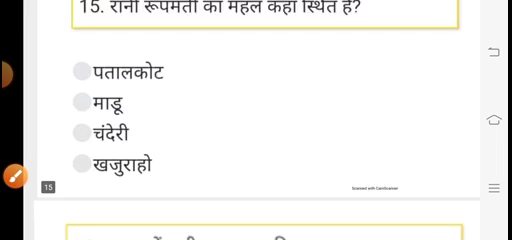 15. रानी रूपमती का महल कहाँ स्थित है?
पतालकोट
माडू
चंदेरी
खजुराहो
15
Scanned with CamScanner